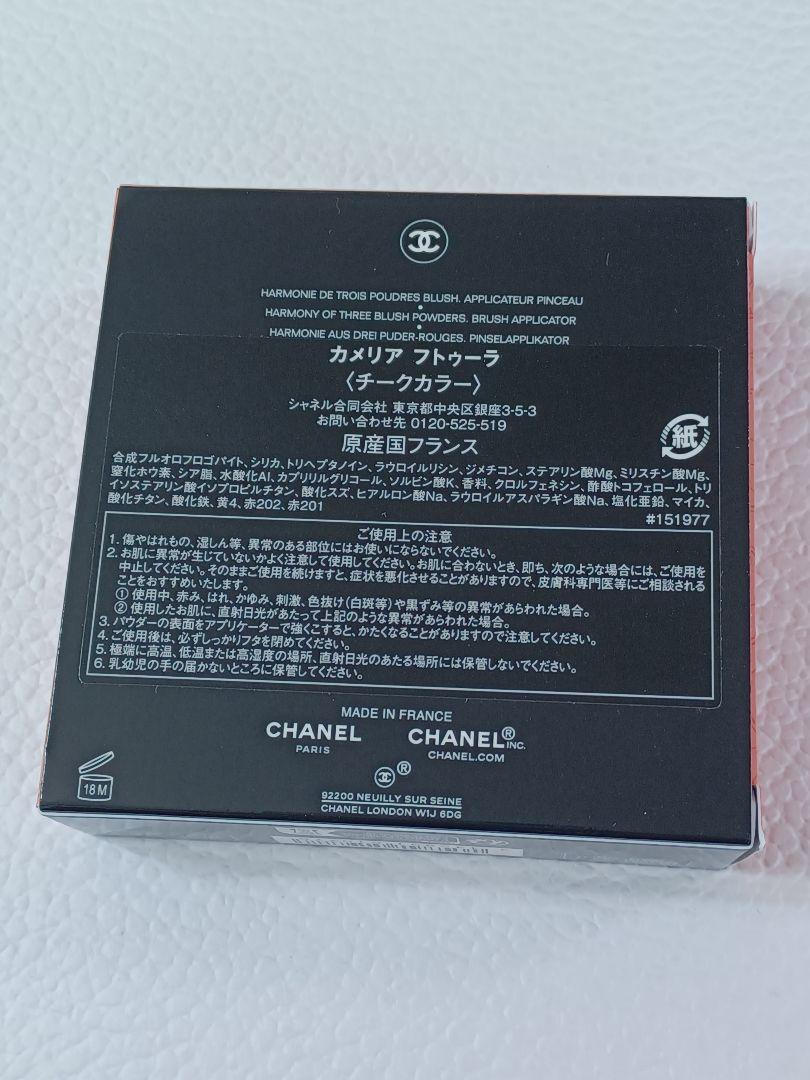 HARMONIE DE TROIS POUDRES BLUSH. APPLICATEUR PINCEAU
•
HARMONY OF THREE BLUSH POWDERS. BRUSH APPLICATOR
•
HARMONIE AUS DREI PUDER-ROUGES. PINSELAPPLIKATOR
カメリア フトゥーラ
〈チークカラー〉
シャネル合同会社 東京都中央区銀座3-5-3
お問い合わせ先 0120-525-519
原産国フランス
紙
合成フルオロフロゴパイト、シリカ、トリヘプタノイン、ラウロイルリシン、ジメチコン、ステアリン酸Mg、ミリスチン酸Mg、
窒化ホウ素、シア脂、水酸化Al、カプリリルグリコール、ソルビン酸K、香料、クロルフェネシン、酢酸トコフェロール、トリ
イソステアリン酸イソプロピルチタン、酸化スズ、ヒアルロン酸Na、ラウロイルアスパラギン酸Na、塩化亜鉛、マイカ、
酸化チタン、酸化鉄、黄4、赤202、赤201
#151977
ご使用上の注意
1. 傷やはれもの、湿しん等、異常のある部位にはお使いにならないでください。
2. お肌に異常が生じていないかよく注意して使用してください。お肌に合わないとき、即ち、次のような場合には、ご使用を
中止してください。そのままご使用を続けますと、症状を悪化させることがありますので、皮膚科専門医等にご相談される
ことをおすすめいたします。
① 使用中、赤み、はれ、かゆみ、刺激、色抜け(白斑等)や黒ずみ等の異常があらわれた場合。
② 使用したお肌に、直射日光があたって上記のような異常があらわれた場合。
3. パウダーの表面をアプリケーターで強くこすると、かたくなることがありますので注意してください。
4. ご使用後は、必ずしっかりフタを閉めてください。
5. 極端に高温、低温または高湿度の場所、直射日光のあたる場所には保管しないでください。
6. 乳幼児の手の届かないところに保管してください。
MADE IN FRANCE
CHANEL CHANEL® INC.
PARIS CHANEL.COM
®
18 M
92200 NEUILLY SUR SEINE
CHANEL LONDON W1J 6DG